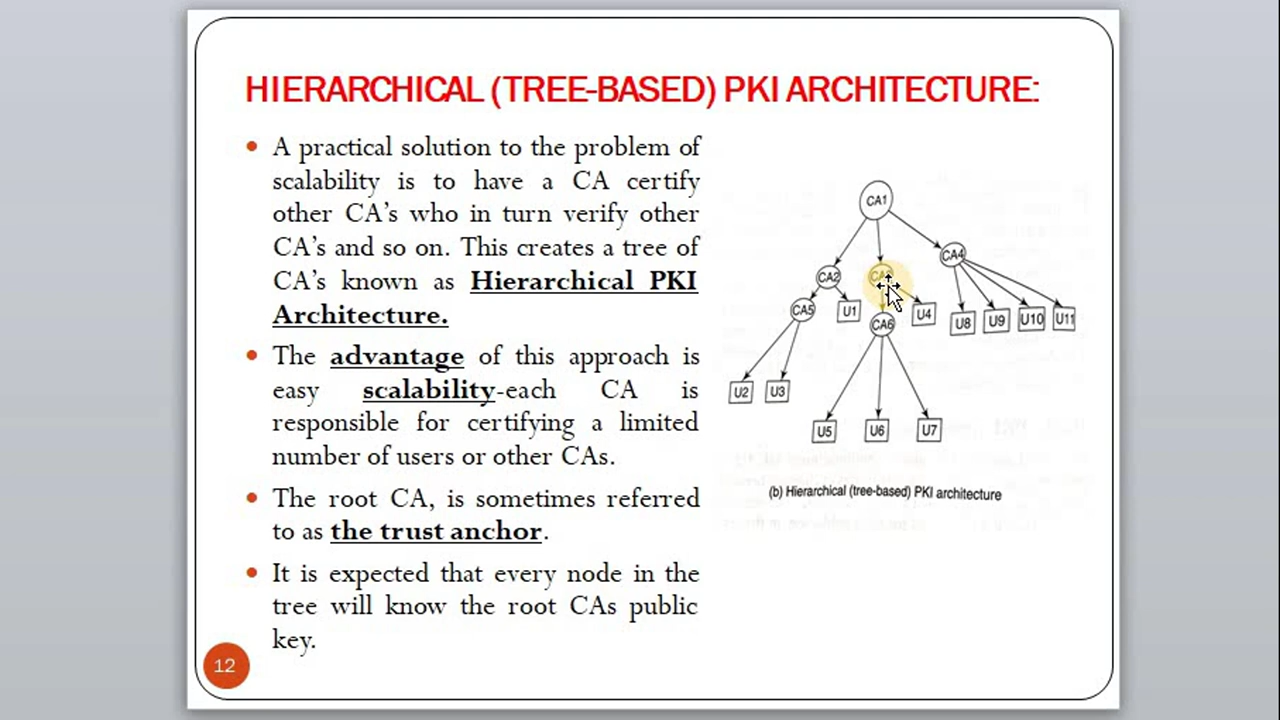 HIERARCHICAL (TREE-BASED) PKI ARCHITECTURE:
A practical solution to the problem of
scalability is to have a CA certify
other CA's who in turn verify other
CA's and so on. This creates a tree of
CA's known as Hierarchical PKI
Architecture.
The advantage of this approach is
easy scalability-each CA is
responsible for certifying a limited
number of users or other CAs.
The root CA, is sometimes referred
to as the trust anchor.
It is expected that every node in the
tree will know the root CAs public
key.
12
CA1
CA4
CA2
CA5
U1
U4
CA6
U8
U9
U10
U11
U2
U3
U5
U6
U7
(b) Hierarchical (tree-based) PKI architecture